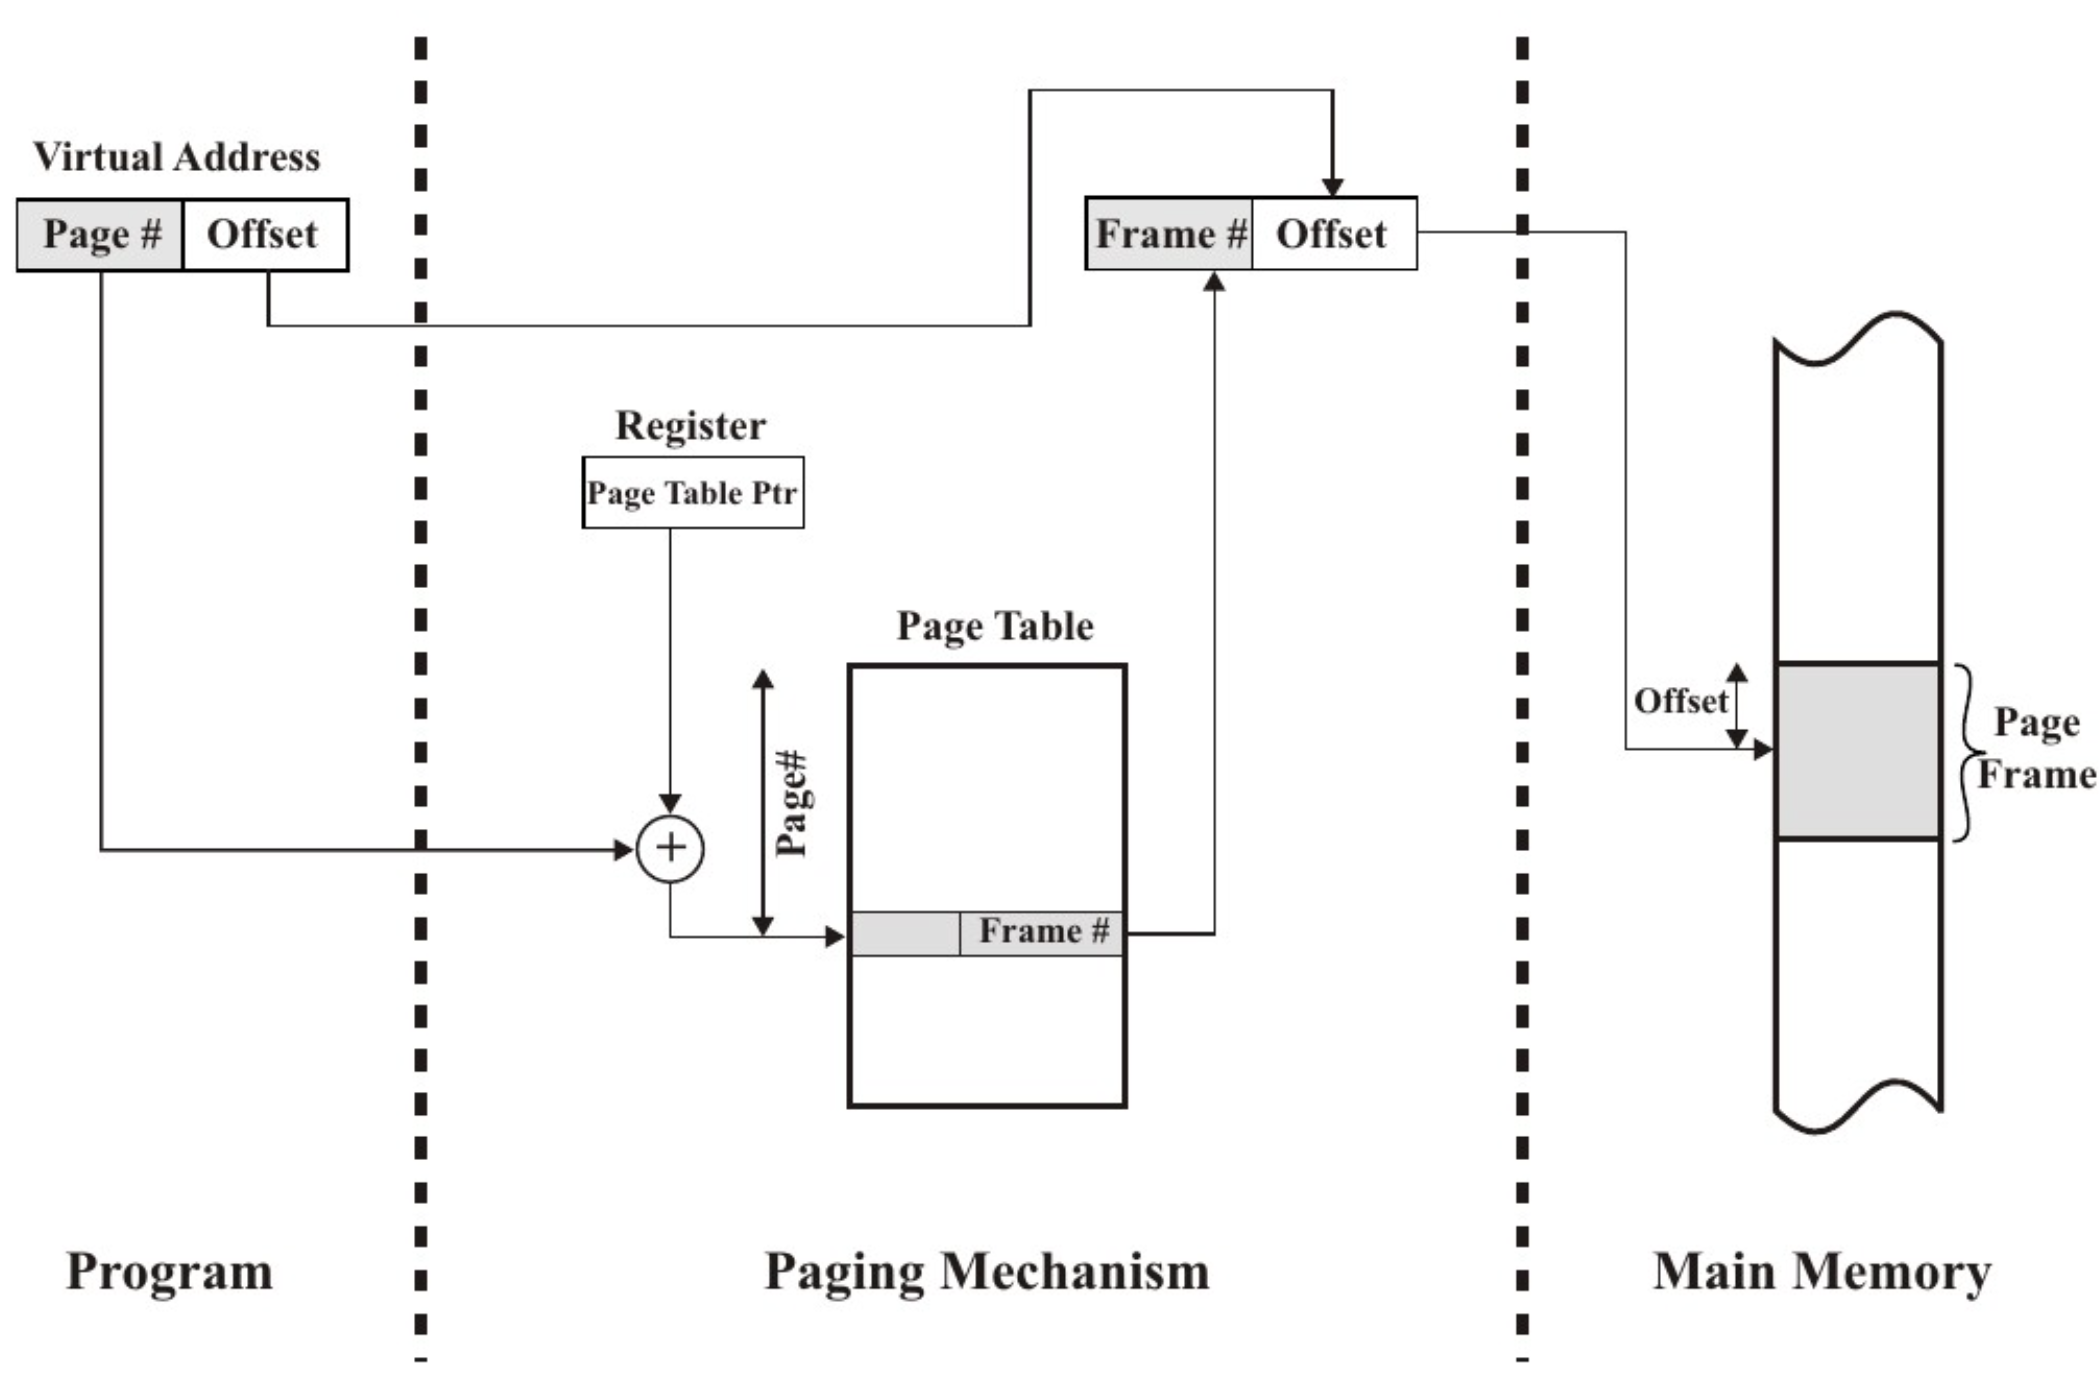 Virtual Address
Page #
Offset
Frame #
Offset
Register
Page Table Ptr
Page Table
Page#
Frame #
Offset
Page
Frame
+
Program
Paging Mechanism
Main Memory